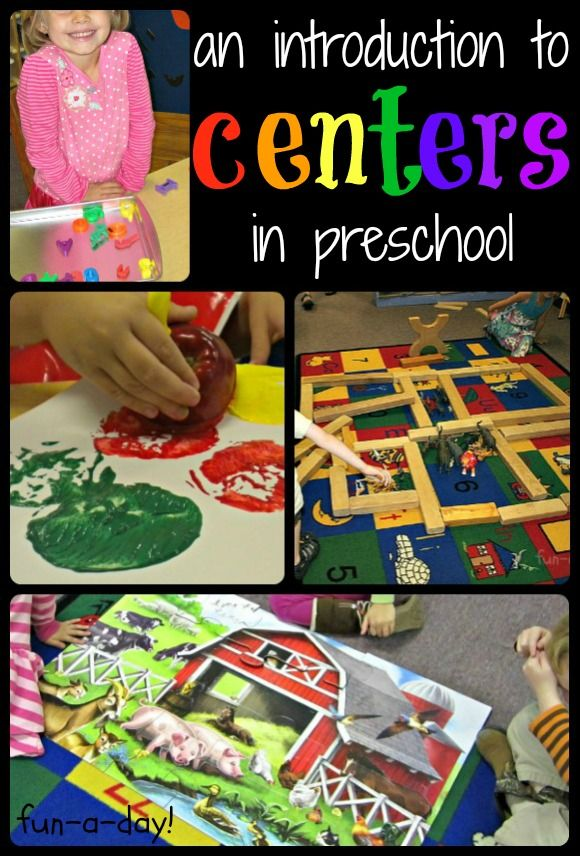 an introduction to
centers
in preschool
fun-a-day!